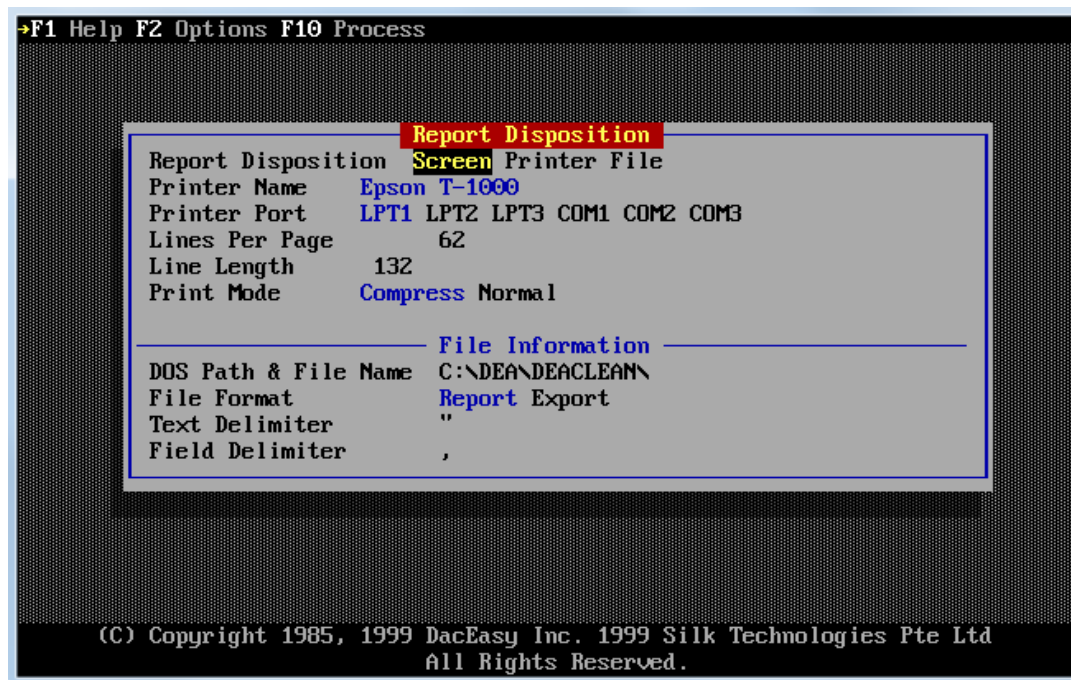 →F1 Help F2 Options F10 Process
Report Disposition
Report Disposition Screen Printer File
Printer Name Epson T-1000
Printer Port LPT1 LPT2 LPT3 COM1 COM2 COM3
Lines Per Page 62
Line Length 132
Print Mode Compress Normal
File Information
DOS Path & File Name C:\DEA\DEACLEAN\
File Format Report Export
Text Delimiter "
Field Delimiter ,
(C) Copyright 1985, 1999 DacEasy Inc. 1999 Silk Technologies Pte Ltd
All Rights Reserved.